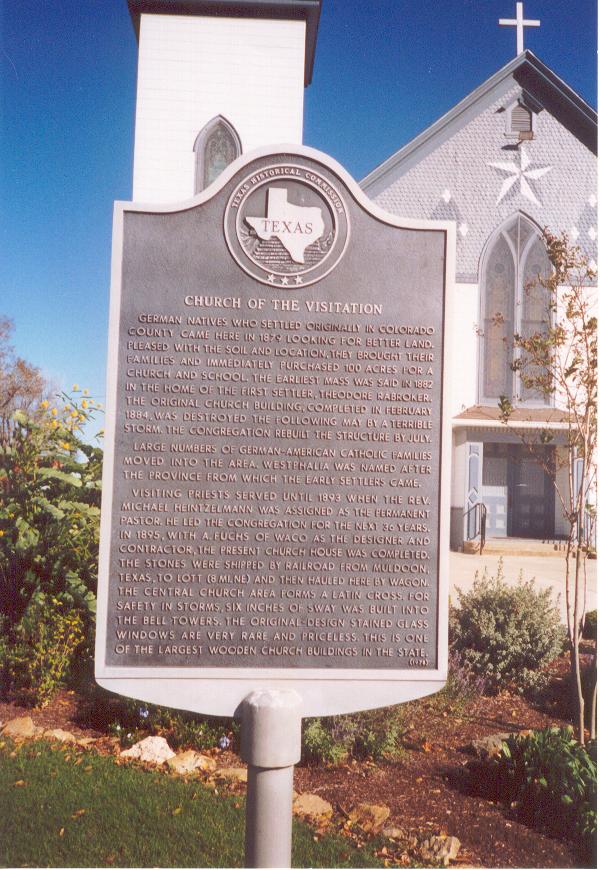 TEXAS HISTORICAL COMMISSION
TEXAS
CHURCH OF THE VISITATION
GERMAN NATIVES WHO SETTLED ORIGINALLY IN COLORADO
COUNTY CAME HERE IN 1879 LOOKING FOR BETTER LAND.
PLEASED WITH THE SOIL AND LOCATION, THEY BROUGHT THEIR
FAMILIES AND IMMEDIATELY PURCHASED 100 ACRES FOR A
CHURCH AND SCHOOL. THE EARLIEST MASS WAS SAID IN 1882
IN THE HOME OF THE FIRST SETTLER, THEODORE RABROKER.
THE ORIGINAL CHURCH BUILDING, COMPLETED IN FEBRUARY
1884, WAS DESTROYED THE FOLLOWING MAY BY A TERRIBLE
STORM. THE CONGREGATION REBUILT THE STRUCTURE BY JULY.
LARGE NUMBERS OF GERMAN-AMERICAN CATHOLIC FAMILIES
MOVED INTO THE AREA. WESTPHALIA WAS NAMED AFTER
THE PROVINCE FROM WHICH THE EARLY SETTLERS CAME.
VISITING PRIESTS SERVED UNTIL 1893 WHEN THE REV.
MICHAEL HEINTZELMANN WAS ASSIGNED AS THE PERMANENT
PASTOR. HE LED THE CONGREGATION FOR THE NEXT 36 YEARS.
IN 1895, WITH A. FUCHS OF WACO AS THE DESIGNER AND
CONTRACTOR, THE PRESENT CHURCH HOUSE WAS COMPLETED.
THE STONES WERE SHIPPED BY RAILROAD FROM MULDOON,
TEXAS, TO LOTT (8 MI. NE) AND THEN HAULED HERE BY WAGON.
THE CENTRAL CHURCH AREA FORMS A LATIN CROSS. FOR
SAFETY IN STORMS, SIX INCHES OF SWAY WAS BUILT INTO
THE BELL TOWERS. THE ORIGINAL-DESIGN STAINED GLASS
WINDOWS ARE VERY RARE AND PRICELESS. THIS IS ONE
OF THE LARGEST WOODEN CHURCH BUILDINGS IN THE STATE.
(1978)